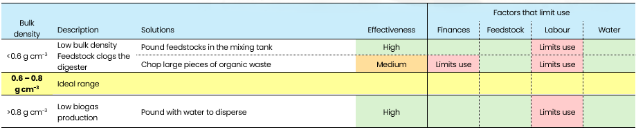 Factors that limit use
Bulk density Description Solutions Effectiveness Finances Feedstock Labour Water
<0.6 g cm⁻³ Low bulk density Feedstock clogs the digester
Pound feedstocks in the mixing tank High Limits use
Chop large pieces of organic waste Medium Limits use Limits use
0.6 – 0.8 g cm⁻³ Ideal range
>0.8 g cm⁻³ Low biogas production Pound with water to disperse High Limits use